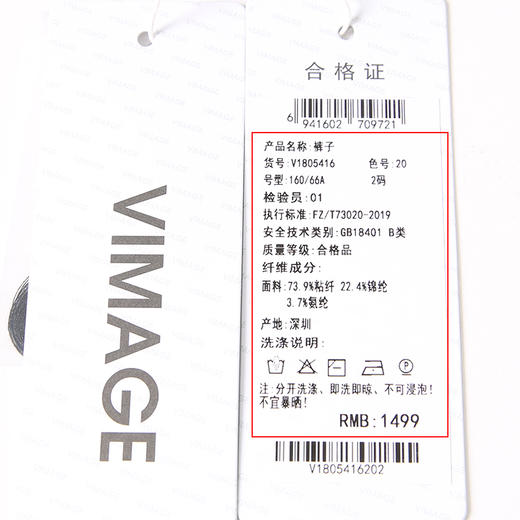 VIMAGE
合格证
6 941602 709721
产品名称:裤子
货号:V1805416 色号:20
号型:160/66A 2码
检验员:01
执行标准:FZ/T73020-2019
安全技术类别:GB18401 B类
质量等级:合格品
纤维成分:
面料:73.9%粘纤 22.4%锦纶
3.7%氨纶
产地:深圳
洗涤说明:
P
注:分开洗涤、即洗即晾、不可浸泡!
不宜暴晒!
RMB:1499
V1805416202